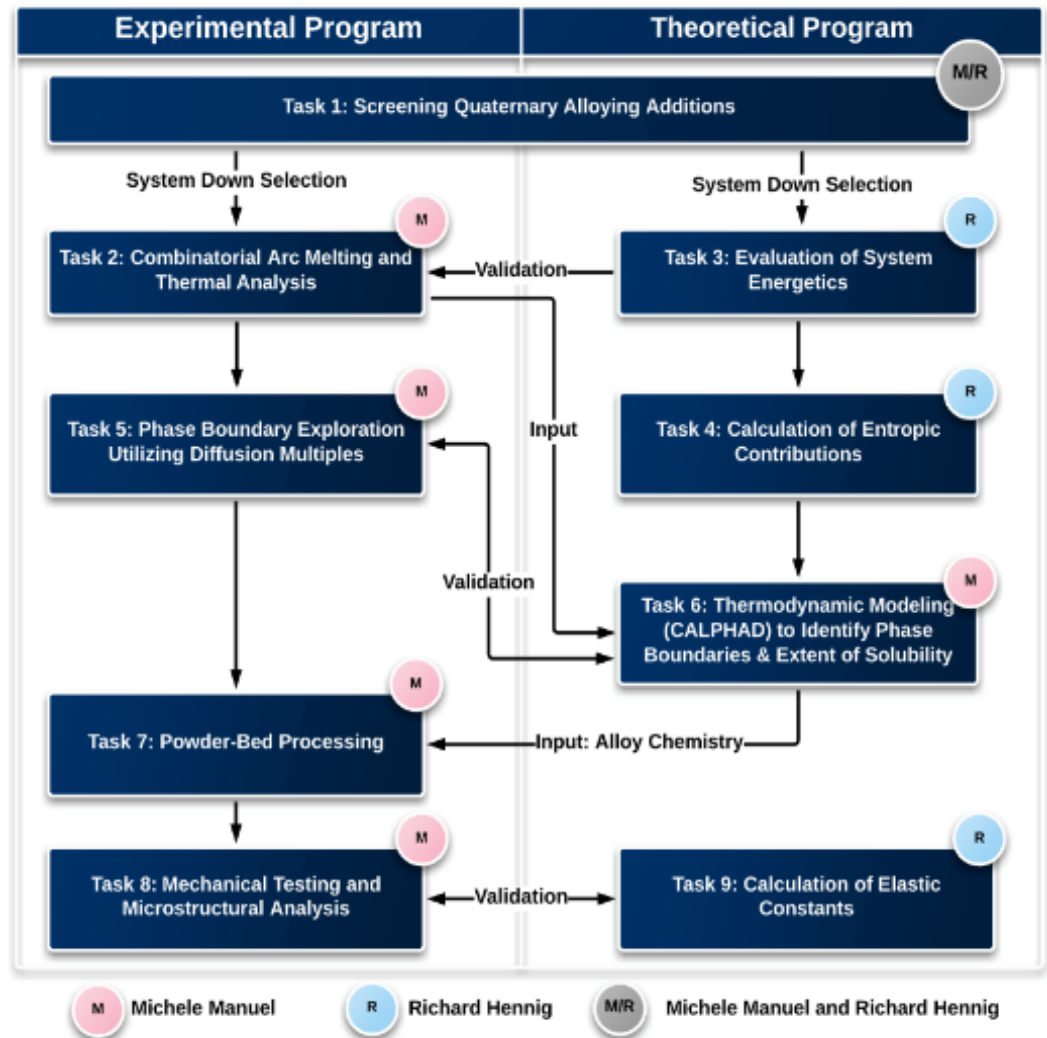 Experimental Program
Theoretical Program
M/R
Task 1: Screening Quaternary Alloying Additions
System Down Selection
System Down Selection
M
R
Task 2: Combinatorial Arc Melting and
Thermal Analysis
Validation
Task 3: Evaluation of System
Energetics
M
R
Task 5: Phase Boundary Exploration
Utilizing Diffusion Multiples
Input
Task 4: Calculation of Entropic
Contributions
Validation
M
Task 6: Thermodynamic Modeling
(CALPHAD) to Identify Phase
Boundaries & Extent of Solubility
M
Task 7: Powder-Bed Processing
Input: Alloy Chemistry
M
R
Task 8: Mechanical Testing and
Microstructural Analysis
Validation
Task 9: Calculation of Elastic
Constants
M Michele Manuel
R Richard Hennig
M/R Michele Manuel and Richard Hennig